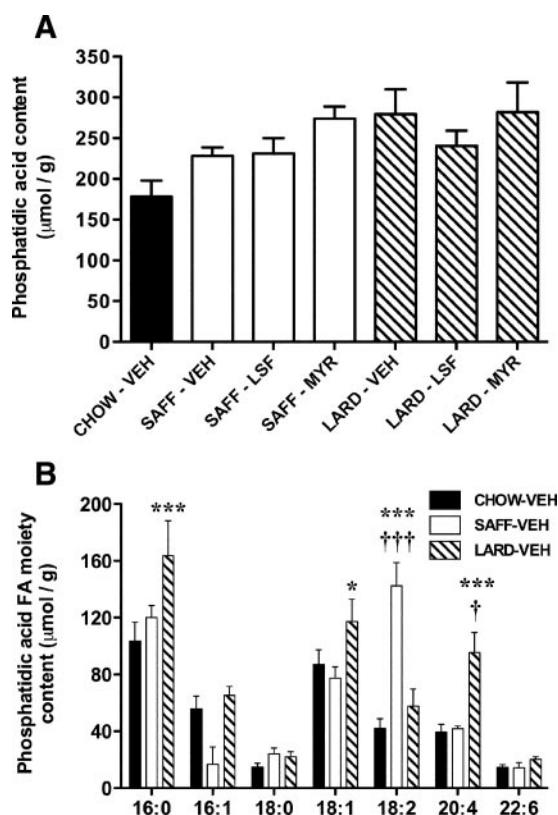 A
Phosphatidic acid content
(μmol / g)
350
300
250
200
150
100
50
0
CHOW - VEH
SAFF - VEH
SAFF - LSF
SAFF - MYR
LARD - VEH
LARD - LSF
LARD - MYR
B
Phosphatidic acid FA moiety
content (μmol / g)
200
160
120
80
40
0
***
*
***
†††
***
†
CHOW-VEH
SAFF-VEH
LARD-VEH
16:0 16:1 18:0 18:1 18:2 20:4 22:6